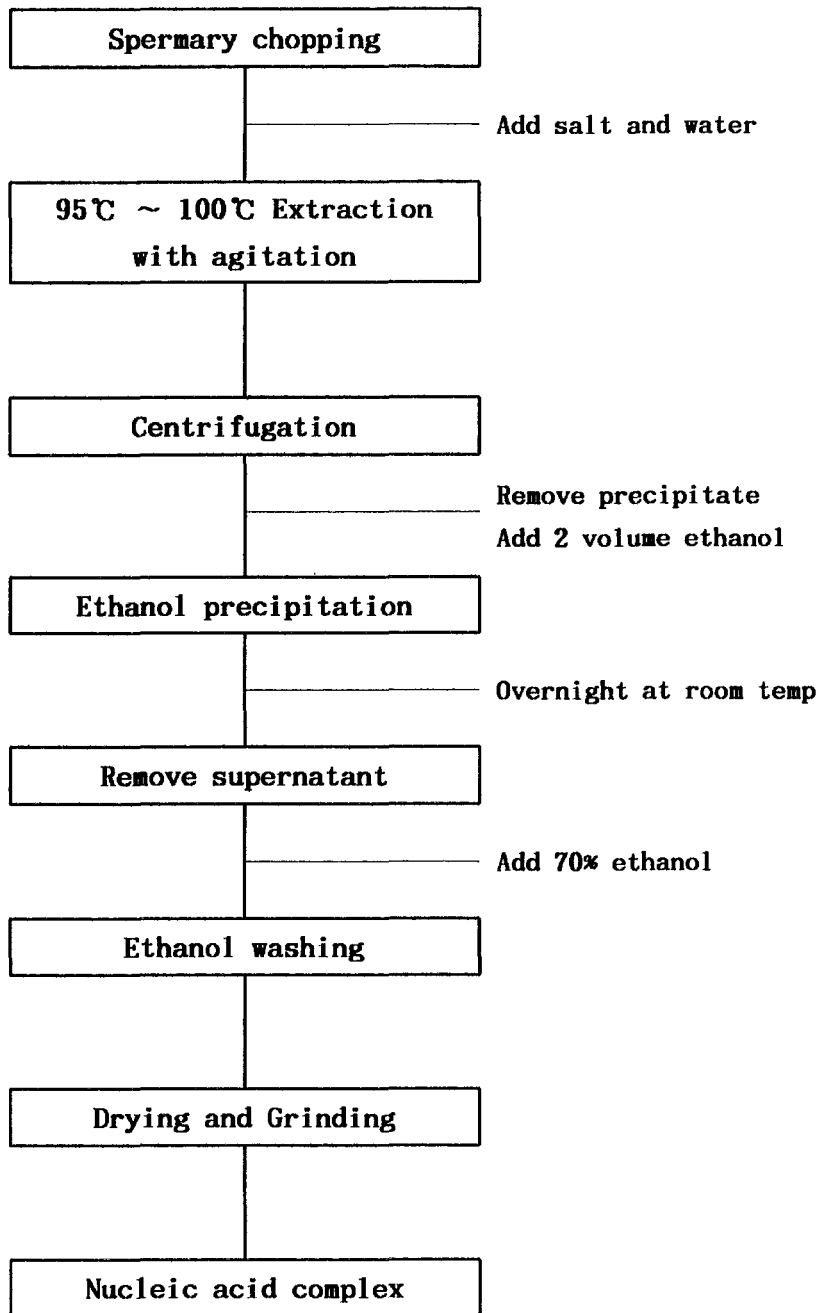 Spermary chopping
Add salt and water
95℃ ~ 100℃ Extraction
with agitation
Centrifugation
Remove precipitate
Add 2 volume ethanol
Ethanol precipitation
Overnight at room temp
Remove supernatant
Add 70% ethanol
Ethanol washing
Drying and Grinding
Nucleic acid complex